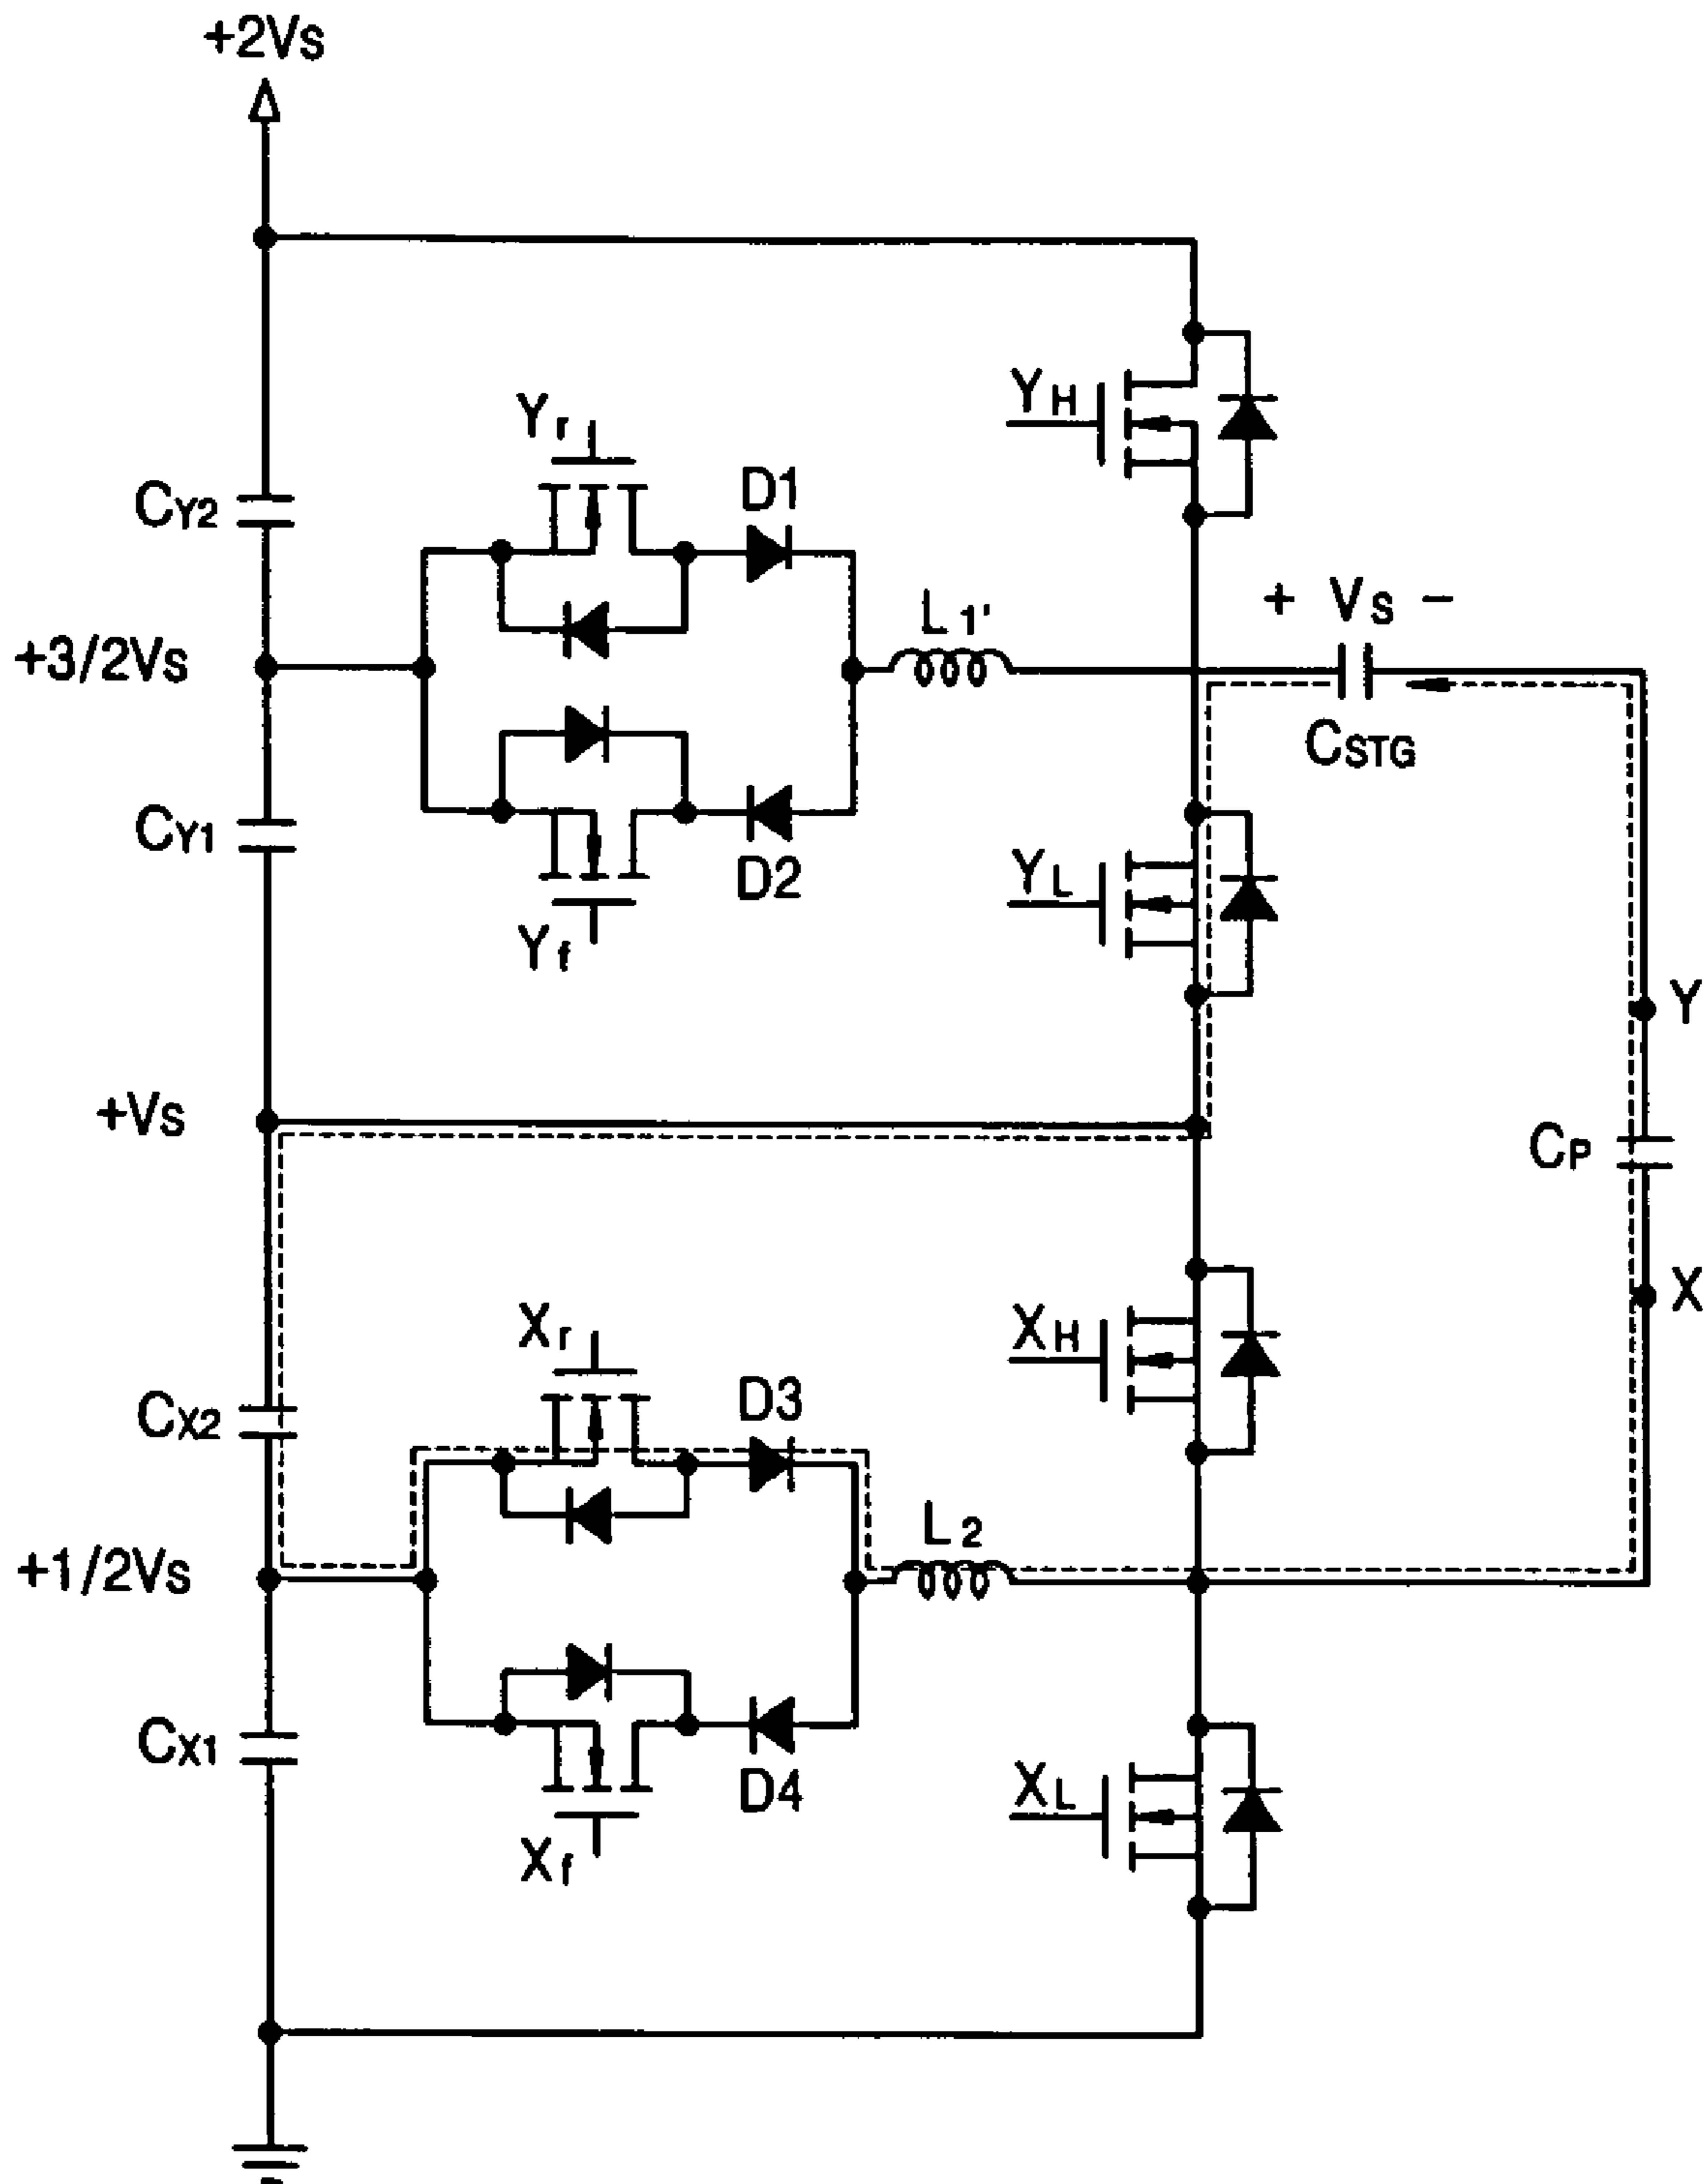 +2Vs
YH
Yr
D1
CY2
+ Vs -
L1'
+3/2Vs
CSTG
CY1
YL
D2
Yf
Y
+Vs
CP
X
Xr
XH
D3
CX2
L2
+1/2Vs
CX1
D4
XL
Xf